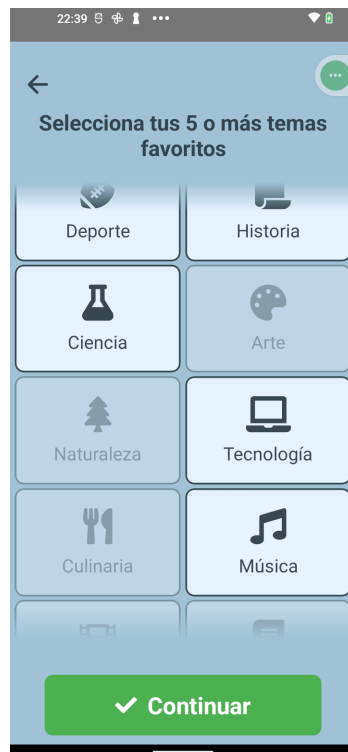 22:39
Selecciona tus 5 o más temas
favoritos
Deporte
Historia
Ciencia
Arte
Naturaleza
Tecnología
Culinaria
Música
Continuar